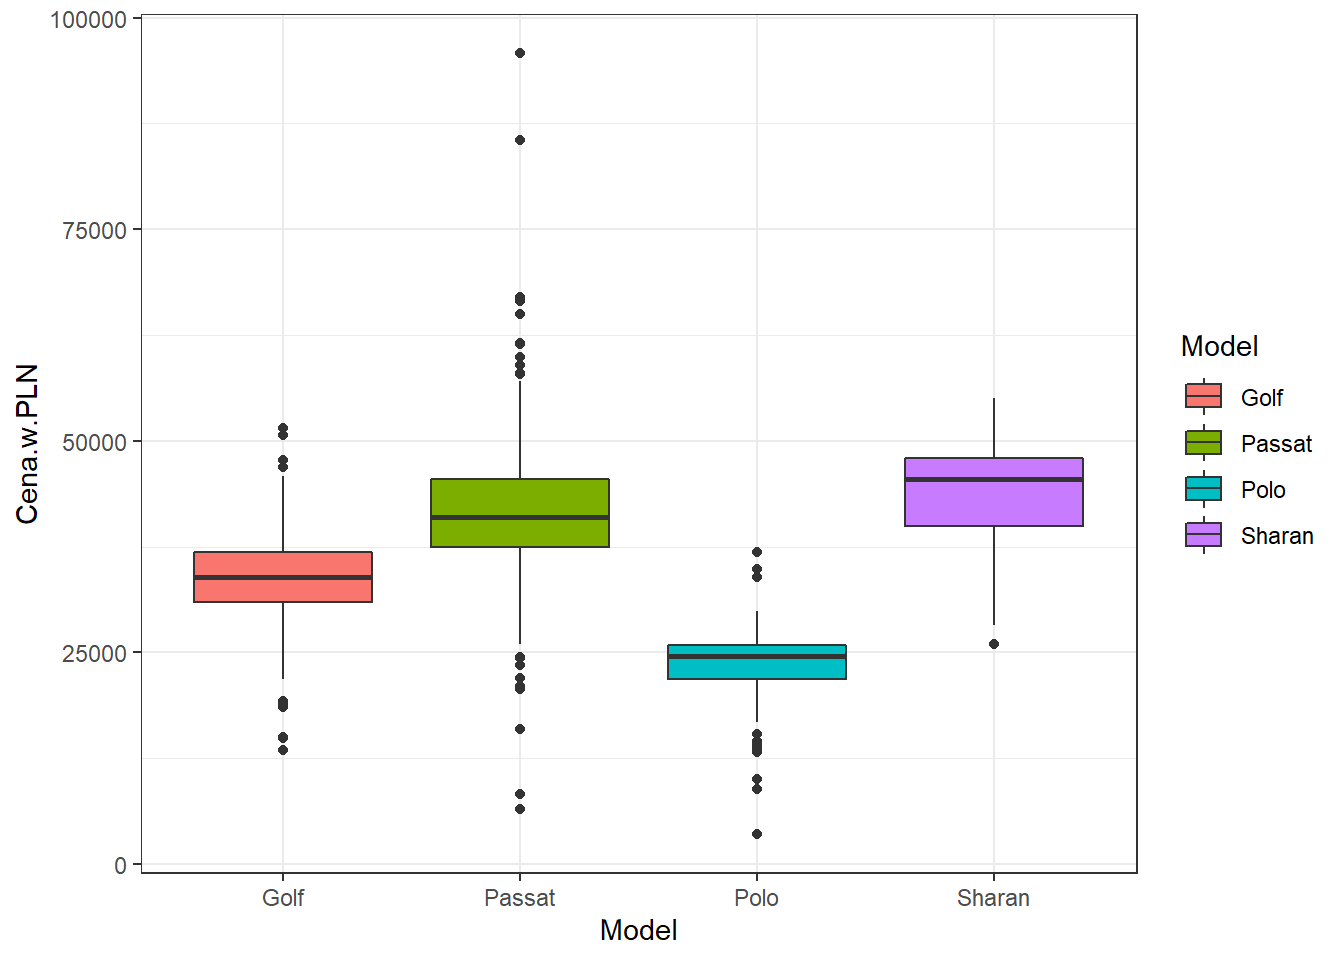 Cena.w.PLN
100000
75000
50000
25000
0
Golf
Passat
Polo
Sharan
Model
Model
Golf
Passat
Polo
Sharan